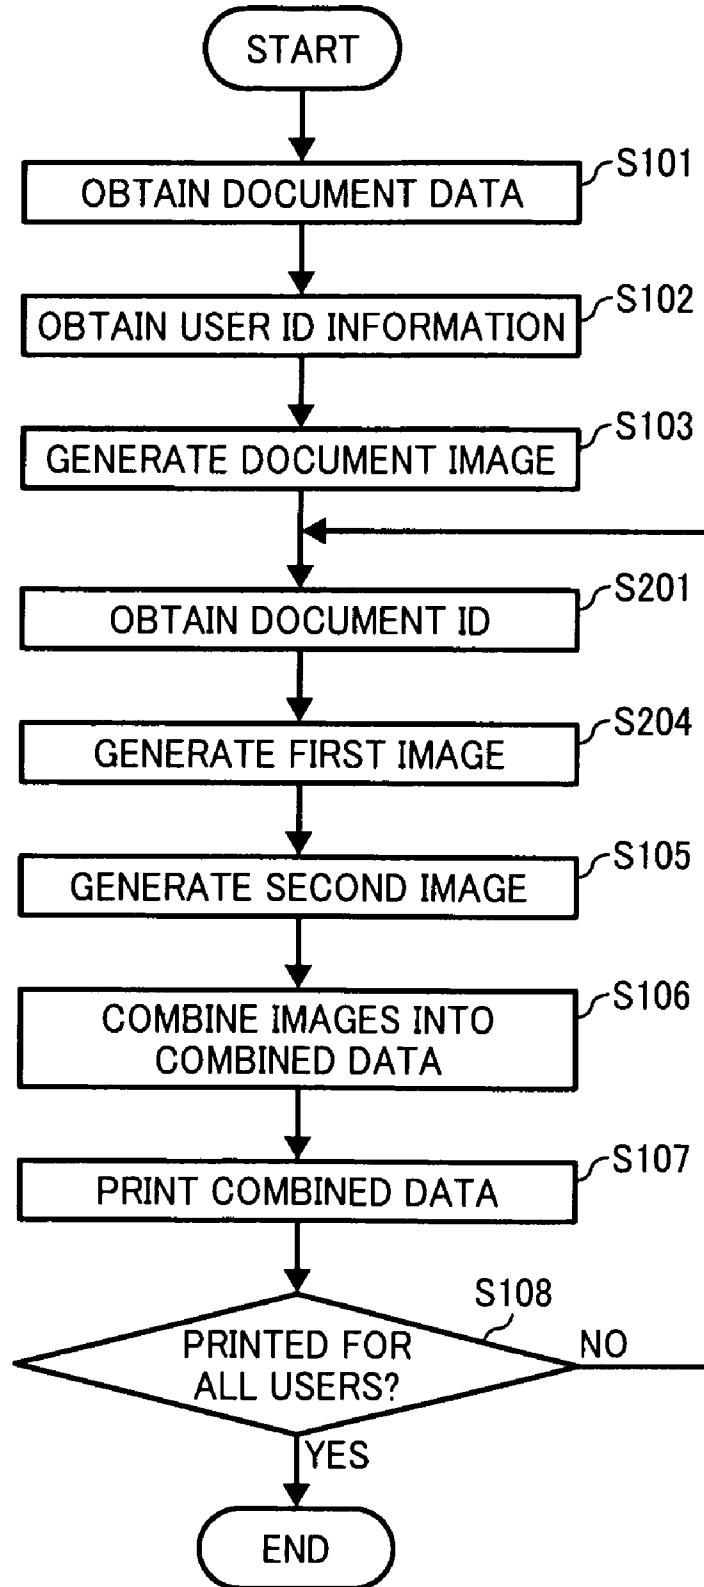 START
OBTAIN DOCUMENT DATA
S101
OBTAIN USER ID INFORMATION
S102
GENERATE DOCUMENT IMAGE
S103
OBTAIN DOCUMENT ID
S201
GENERATE FIRST IMAGE
S204
GENERATE SECOND IMAGE
S105
COMBINE IMAGES INTO
COMBINED DATA
S106
PRINT COMBINED DATA
S107
S108
PRINTED FOR
ALL USERS?
NO
YES
END